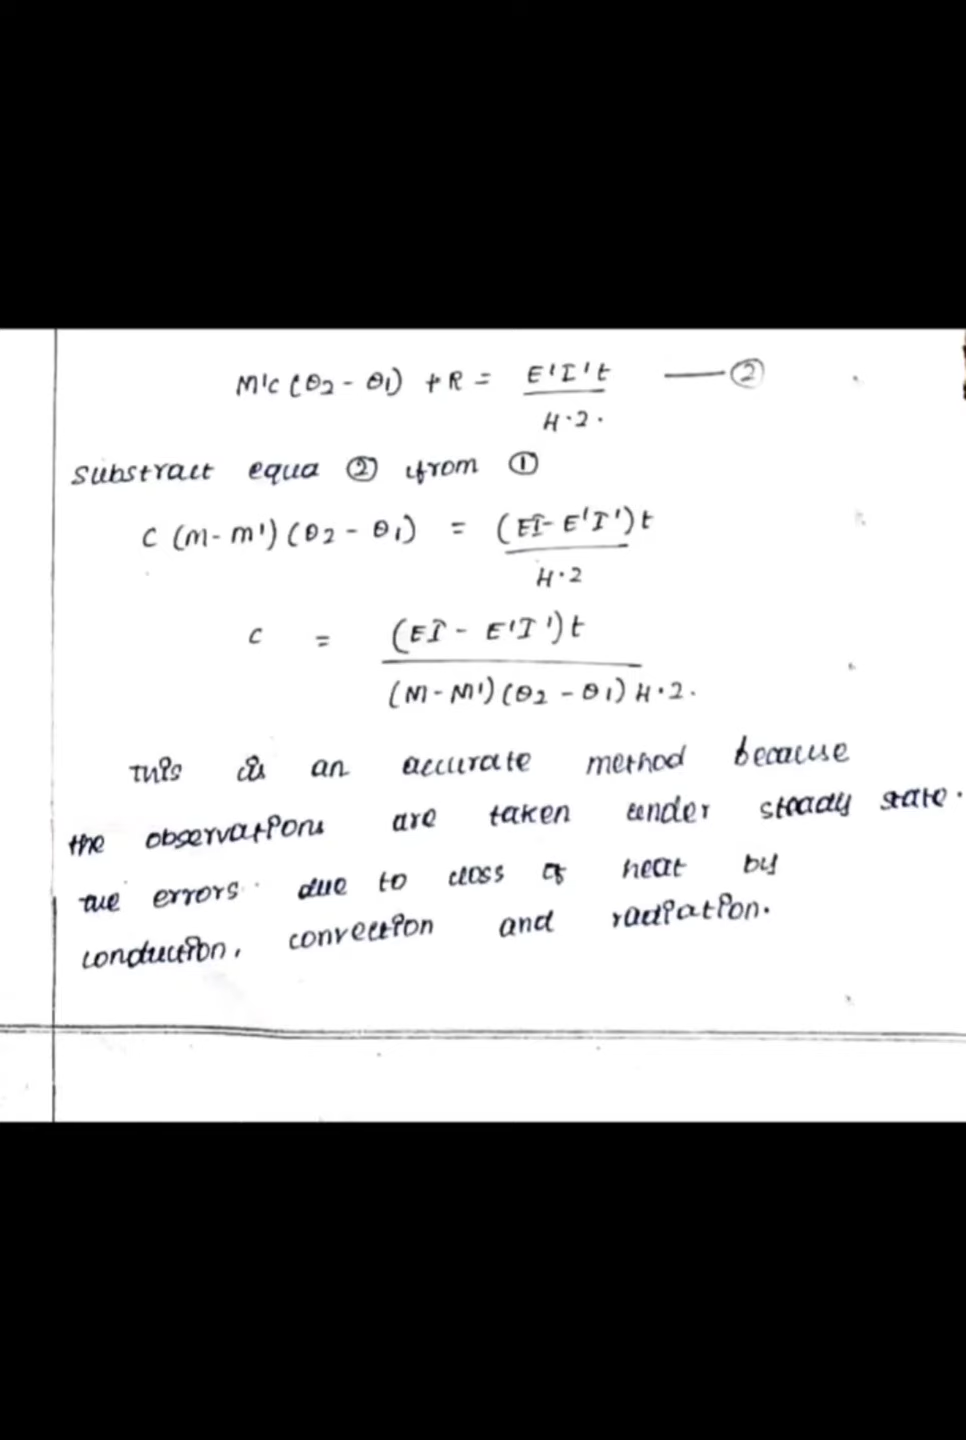 M'c (θ2 - θ1) + R = E'I't / H·2. —— ②
Substract equa ② from ①
C (M - M') (θ2 - θ1) = (EI - E'I')t / H·2
C = (EI - E'I')t / (M - M') (θ2 - θ1) H·2.
This is an accurate method because
the observations are taken under steady state.
The errors due to loss of heat by
conduction, convection and radiation.